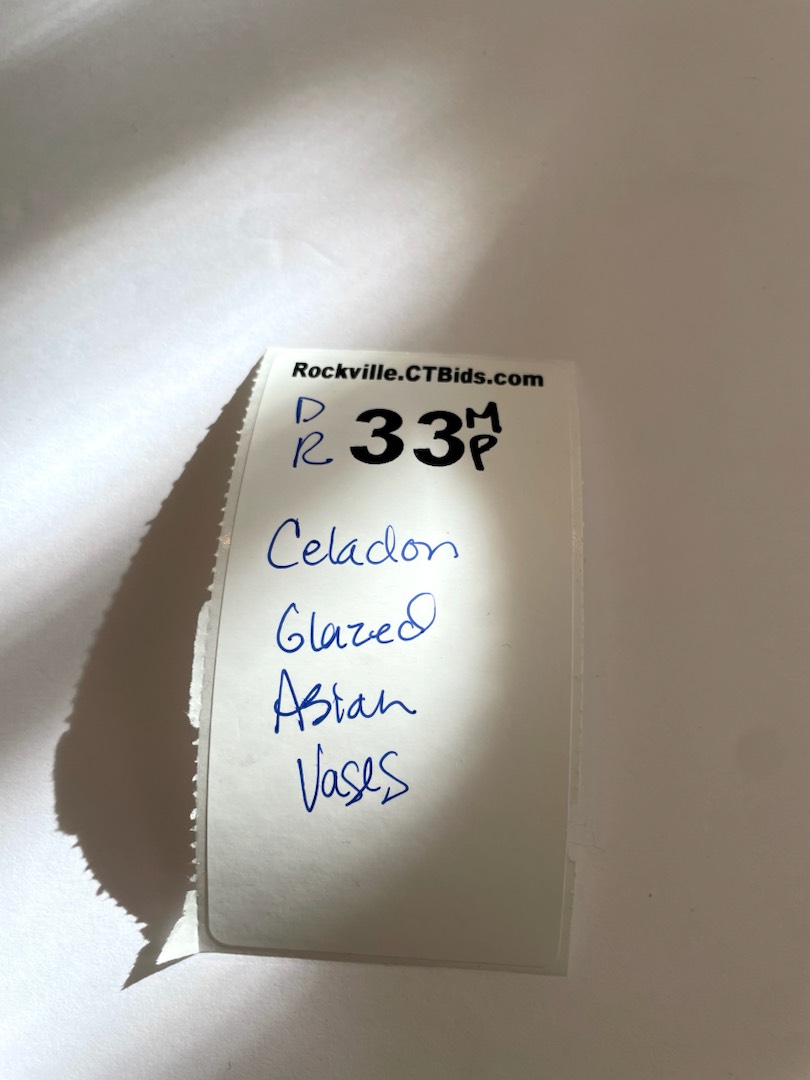 Rockville.CTBids.com
D
R 33 M
P
Celadon
Glazed
Asian
Vases